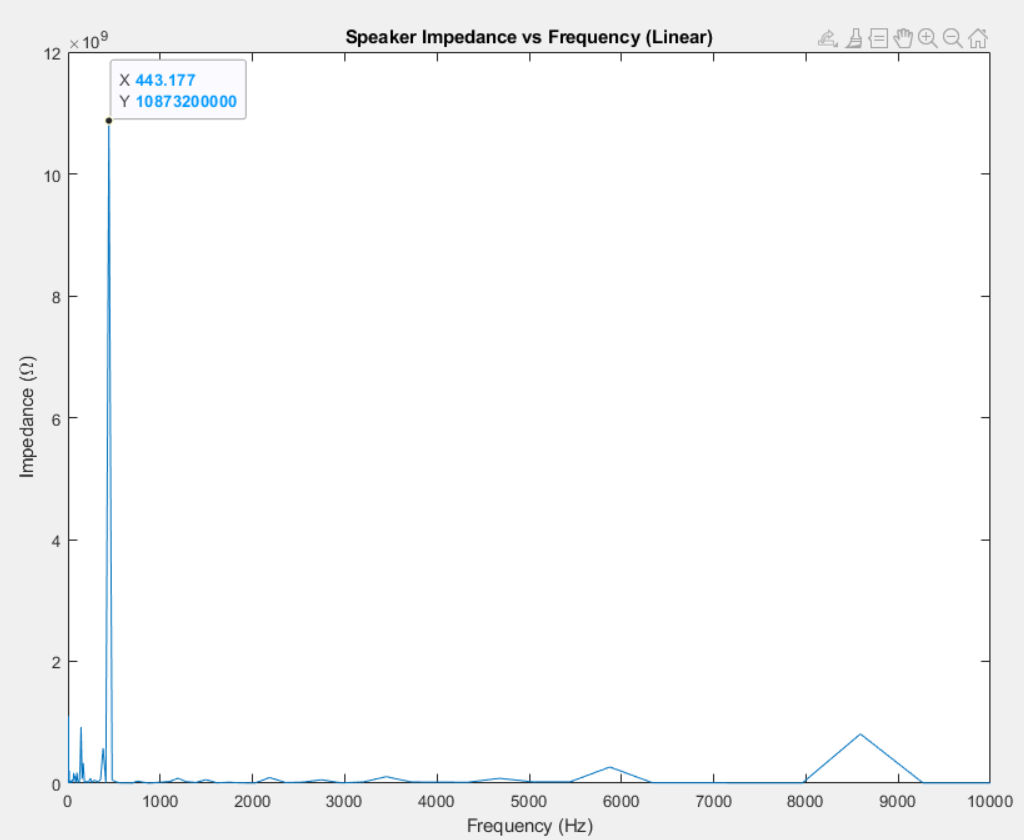 Speaker Impedance vs Frequency (Linear)
× 10⁹
X 443.177
Y 10873200000
12
10
8
6
4
2
0
Impedance (Ω)
0 1000 2000 3000 4000 5000 6000 7000 8000 9000 10000
Frequency (Hz)